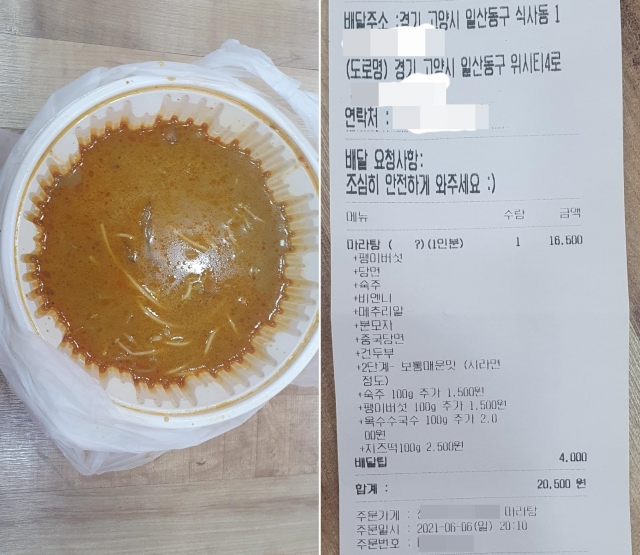 배달주소 :경기 고양시 일산동구 식사동 1
(도로명) 경기 고양시 일산동구 위시티4로
연락처 :
배달 요청사항:
조심히 안전하게 와주세요 :)
메뉴 수량 금액
마라탕 ( ?)(1인분) 1 16,500
+팽이버섯
+당면
+숙주
+비엔나
+메추리알
+분모자
+중국당면
+건두부
+2단계- 보통매운맛 (신라면
정도)
+숙주 100g 추가 1,500원
+팽이버섯 100g 추가 1,500원
+옥수수국수 100g 추가 2,0
00원
+치즈떡100g 2,500원
배달팁 4,000
합계 : 20,500 원
주문가게 : 마라탕
주문일시 : 2021-06-06(일) 20:10
주문번호 :